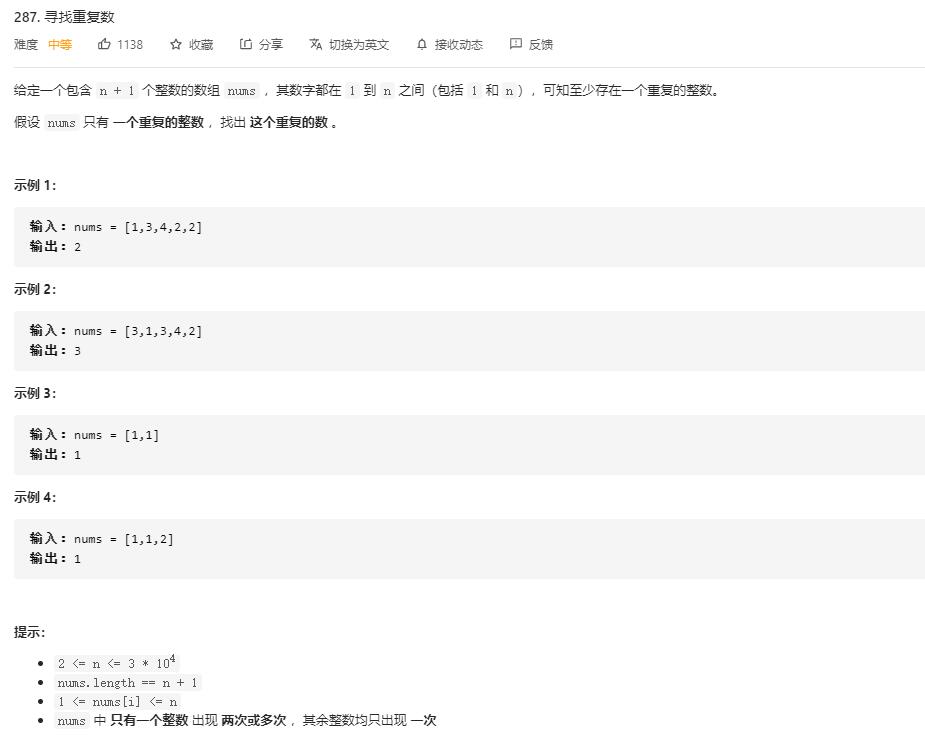 287. 寻找重复数
难度 中等 1138 收藏 分享 切换为英文 接收动态 反馈
给定一个包含 n + 1 个整数的数组 nums ，其数字都在 1 到 n 之间（包括 1 和 n ），可知至少存在一个重复的整数。
假设 nums 只有 一个重复的整数 ，找出 这个重复的数 。
示例 1：
输入：nums = [1,3,4,2,2]
输出：2
示例 2：
输入：nums = [3,1,3,4,2]
输出：3
示例 3：
输入：nums = [1,1]
输出：1
示例 4：
输入：nums = [1,1,2]
输出：1
提示：
2 <= n <= 3 * 10⁴
nums.length == n + 1
1 <= nums[i] <= n
nums 中 只有一个整数 出现 两次或多次 ，其余整数均只出现 一次